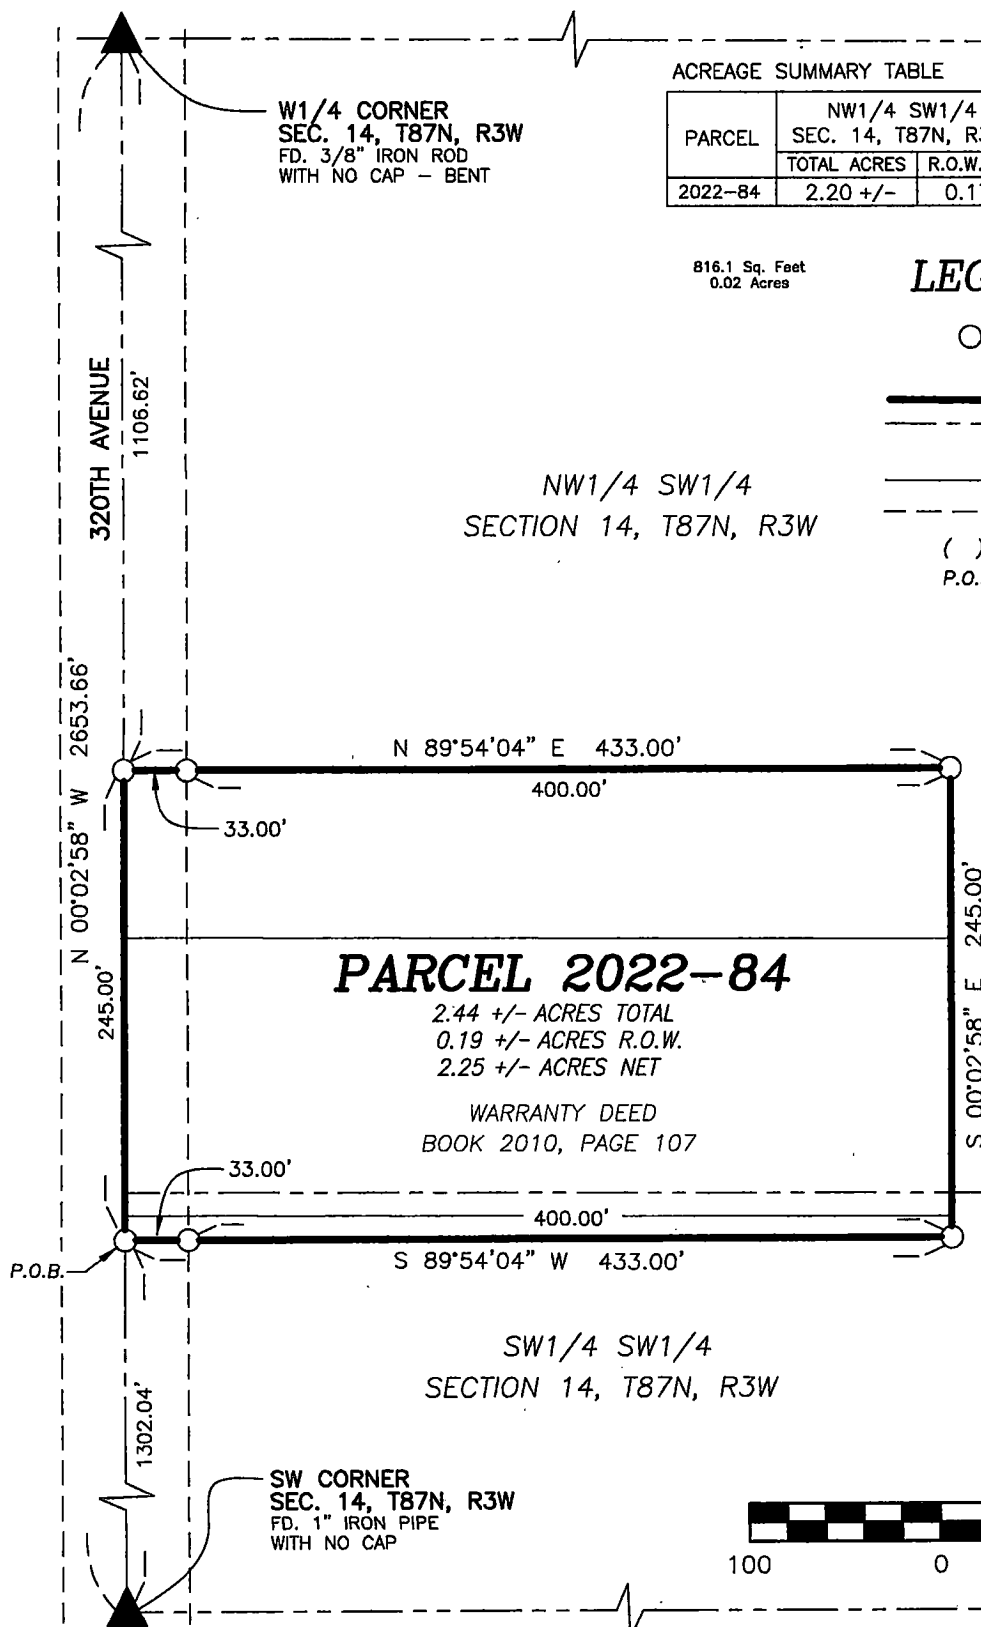 W1/4 CORNER
SEC. 14, T87N, R3W
FD. 3/8" IRON ROD
WITH NO CAP – BENT
ACREAGE SUMMARY TABLE
PARCEL
NW1/4 SW1/4
SEC. 14, T87N,
TOTAL ACRES R.O.W.
2022–84 2.20 +/-
816.1 Sq. Feet
0.02 Acres
320TH AVENUE
1106.62'
NW1/4 SW1/4
SECTION 14, T87N, R3W
( )
N 00°02'58" W 2653.66'
N 89°54'04" E 433.00'
400.00'
33.00'
245.00'
S 00°02'58" E 245.00'
PARCEL 2022–84
2.44 +/- ACRES TOTAL
0.19 +/- ACRES R.O.W.
2.25 +/- ACRES NET
WARRANTY DEED
BOOK 2010, PAGE 107
33.00'
400.00'
S 89°54'04" W 433.00'
P.O.B.
SW1/4 SW1/4
SECTION 14, T87N, R3W
1302.04'
SW CORNER
SEC. 14, T87N, R3W
FD. 1" IRON PIPE
WITH NO CAP
100 0